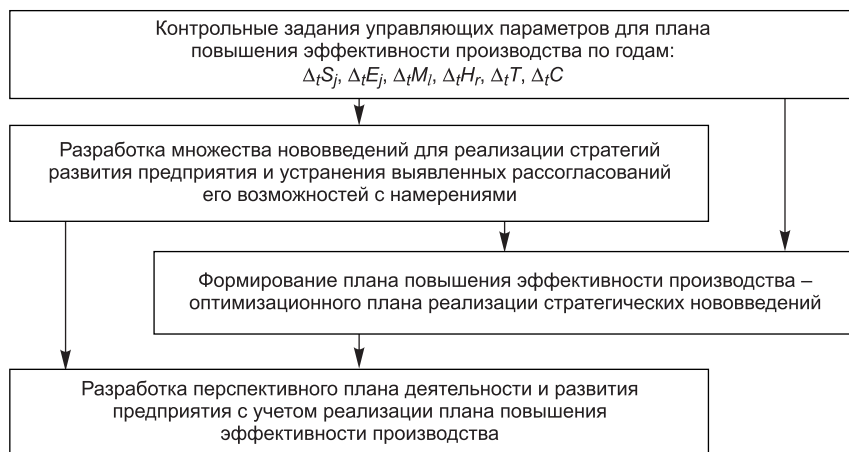 Контрольные задания управляющих параметров для плана
повышения эффективности производства по годам:
ΔₜSⱼ, ΔₜEⱼ, ΔₜMₗ, ΔₜHᵣ, ΔₜT, ΔₜC
Разработка множества нововведений для реализации стратегий
развития предприятия и устранения выявленных рассогласований
его возможностей с намерениями
Формирование плана повышения эффективности производства –
оптимизационного плана реализации стратегических нововведений
Разработка перспективного плана деятельности и развития
предприятия с учетом реализации плана повышения
эффективности производства